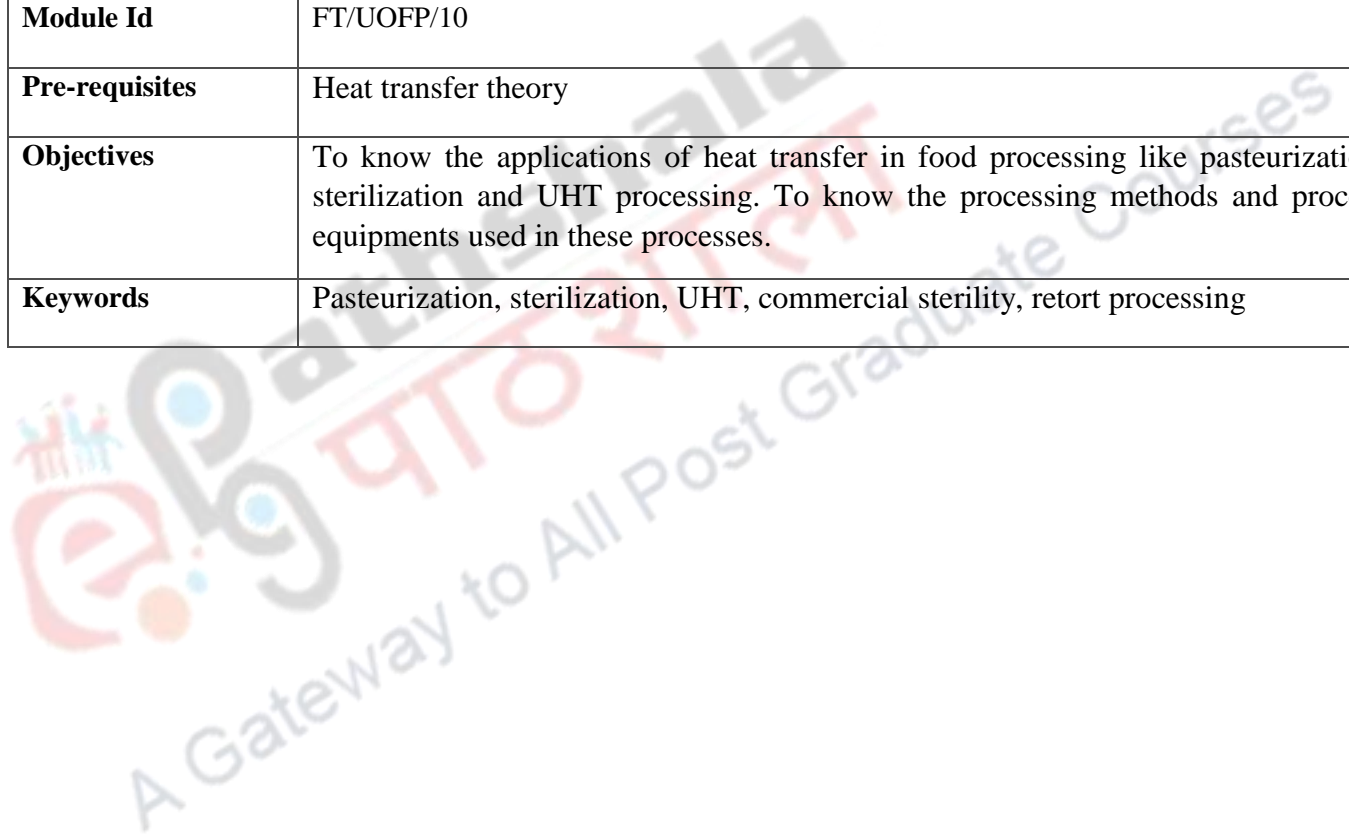 Module Id FT/UOFP/10
Pre-requisites Heat transfer theory
Objectives To know the applications of heat transfer in food processing like
sterilization and UHT processing. To know the processing methods and
equipments used in these processes.
Keywords Pasteurization, sterilization, UHT, commercial sterility, retort processing
Pathshala
पाठशाला
A Gateway to All Post Graduate Courses